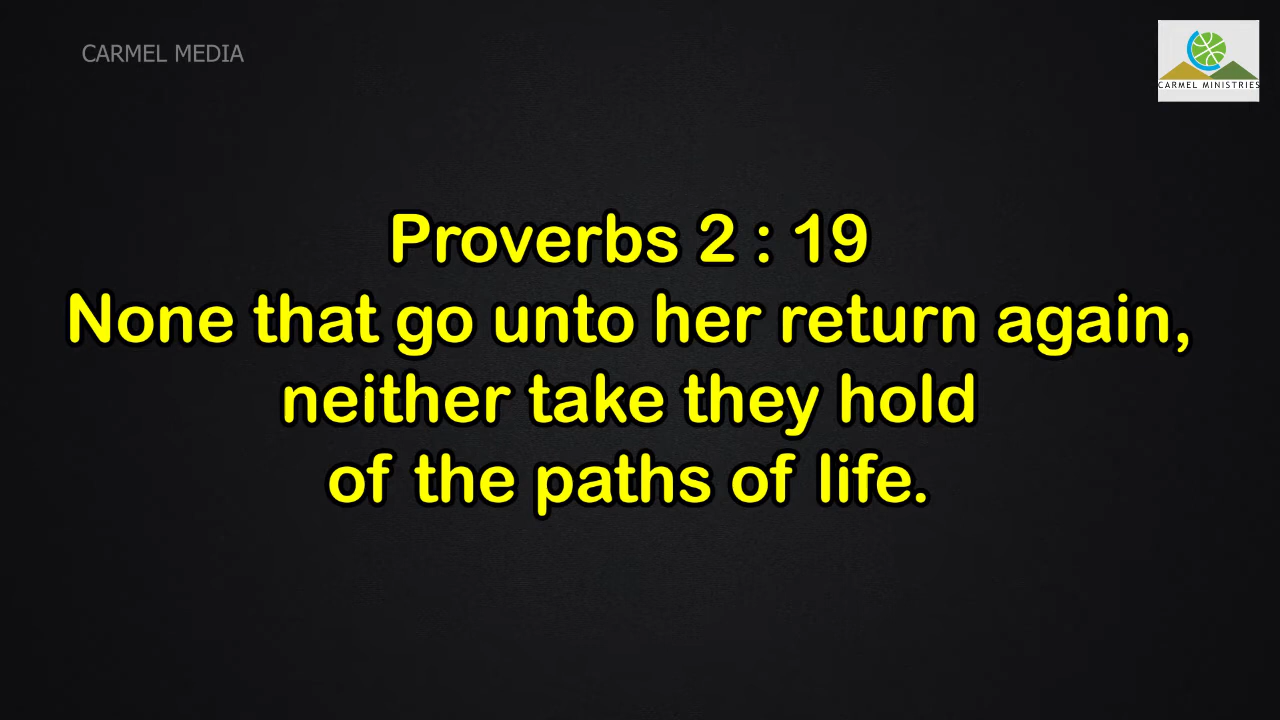 CARMEL MEDIA
CARMEL MINISTRIES
Proverbs 2 : 19
None that go unto her return again,
neither take they hold
of the paths of life.